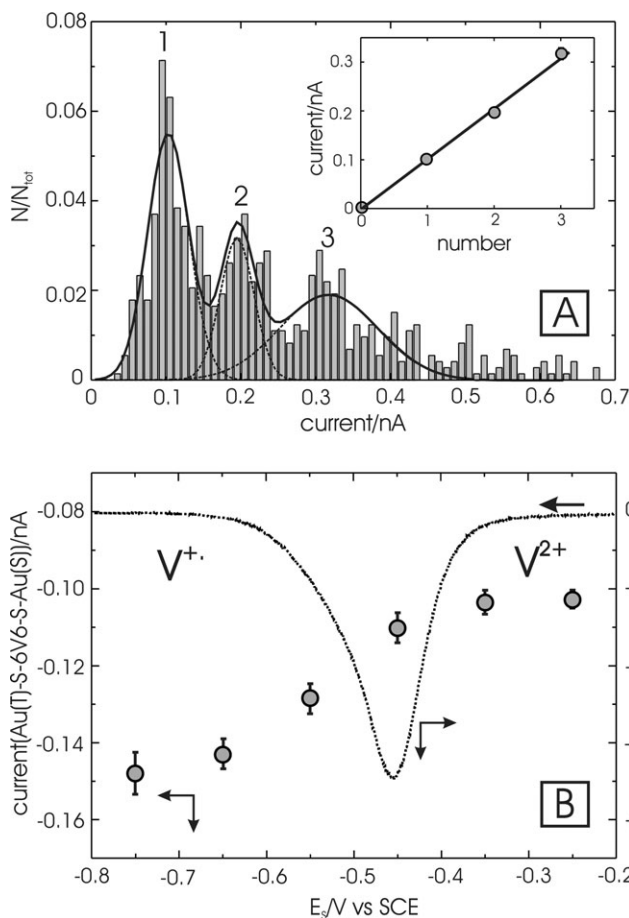 0.08
0.06
0.04
0.02
0
N/N_tot
1
2
3
0.3
0.2
0.1
0
current/nA
0 1 2 3
number
A
0 0.1 0.2 0.3 0.4 0.5 0.6 0.7
current/nA
-0.08
-0.10
-0.12
-0.14
-0.16
current(Au(T)-S-6V6-S-Au(S))/nA
V⁺·
V²⁺
0
-
-
-
B
-0.8 -0.7 -0.6 -0.5 -0.4 -0.3 -0.2
E_s/V vs SCE